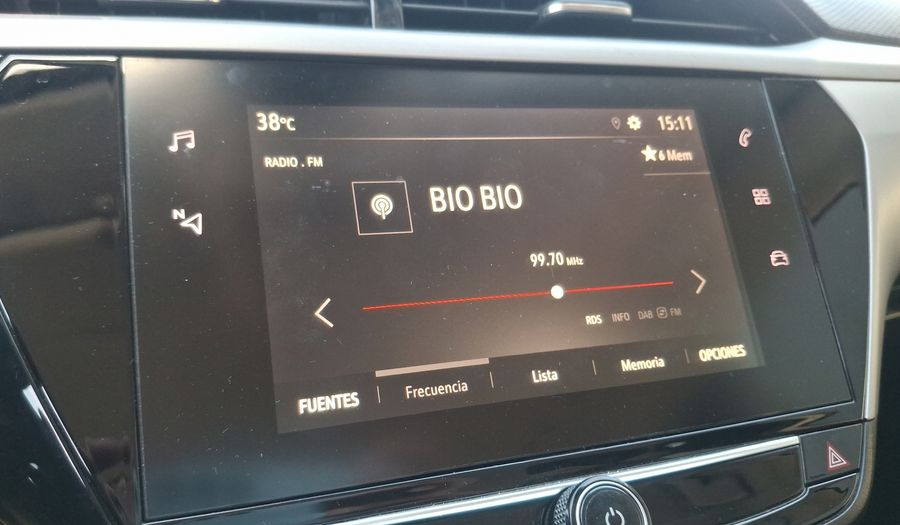 38°C
15:11
RADIO . FM
6 Mem
N
BIO BIO
99.70 MHz
RDS INFO DAB FM
FUENTES Frecuencia Lista Memoria OPCIONES